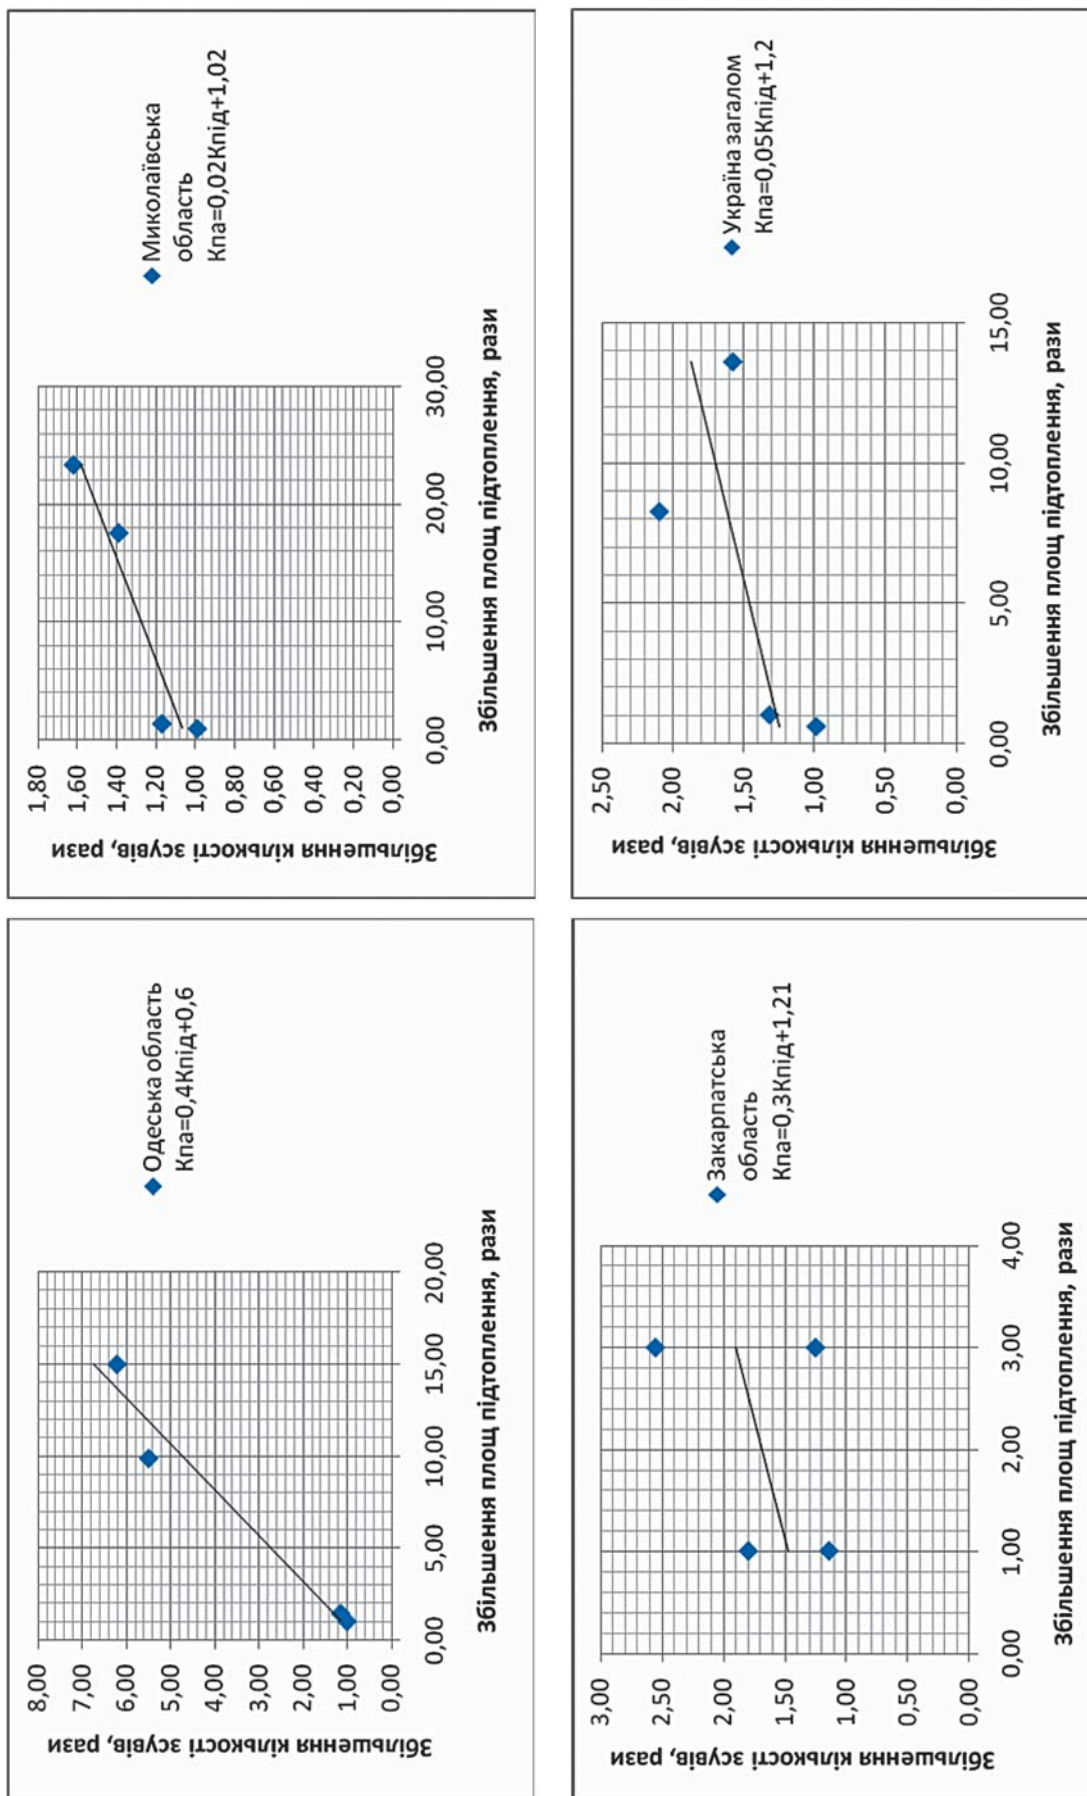 Збільшення кількості зсувів, рази
8,00
7,00
6,00
5,00
4,00
3,00
2,00
1,00
0,00
0,00 5,00 10,00 15,00 20,00
Збільшення площ підтоплення, рази
Одеська область
Кпа=0,4Кпід+0,6
Збільшення кількості зсувів, рази
1,80
1,60
1,40
1,20
1,00
0,80
0,60
0,40
0,20
0,00
0,00 10,00 20,00 30,00
Збільшення площ підтоплення, рази
Миколаївська
область
Кпа=0,02Кпід+1,02
Збільшення кількості зсувів, рази
3,00
2,50
2,00
1,50
1,00
0,50
0,00
0,00 1,00 2,00 3,00 4,00
Збільшення площ підтоплення, рази
Закарпатська
область
Кпа=0,3Кпід+1,21
Збільшення кількості зсувів, рази
2,50
2,00
1,50
1,00
0,50
0,00
0,00 5,00 10,00 15,00
Збільшення площ підтоплення, рази
Україна загалом
Кпа=0,05Кпід+1,2